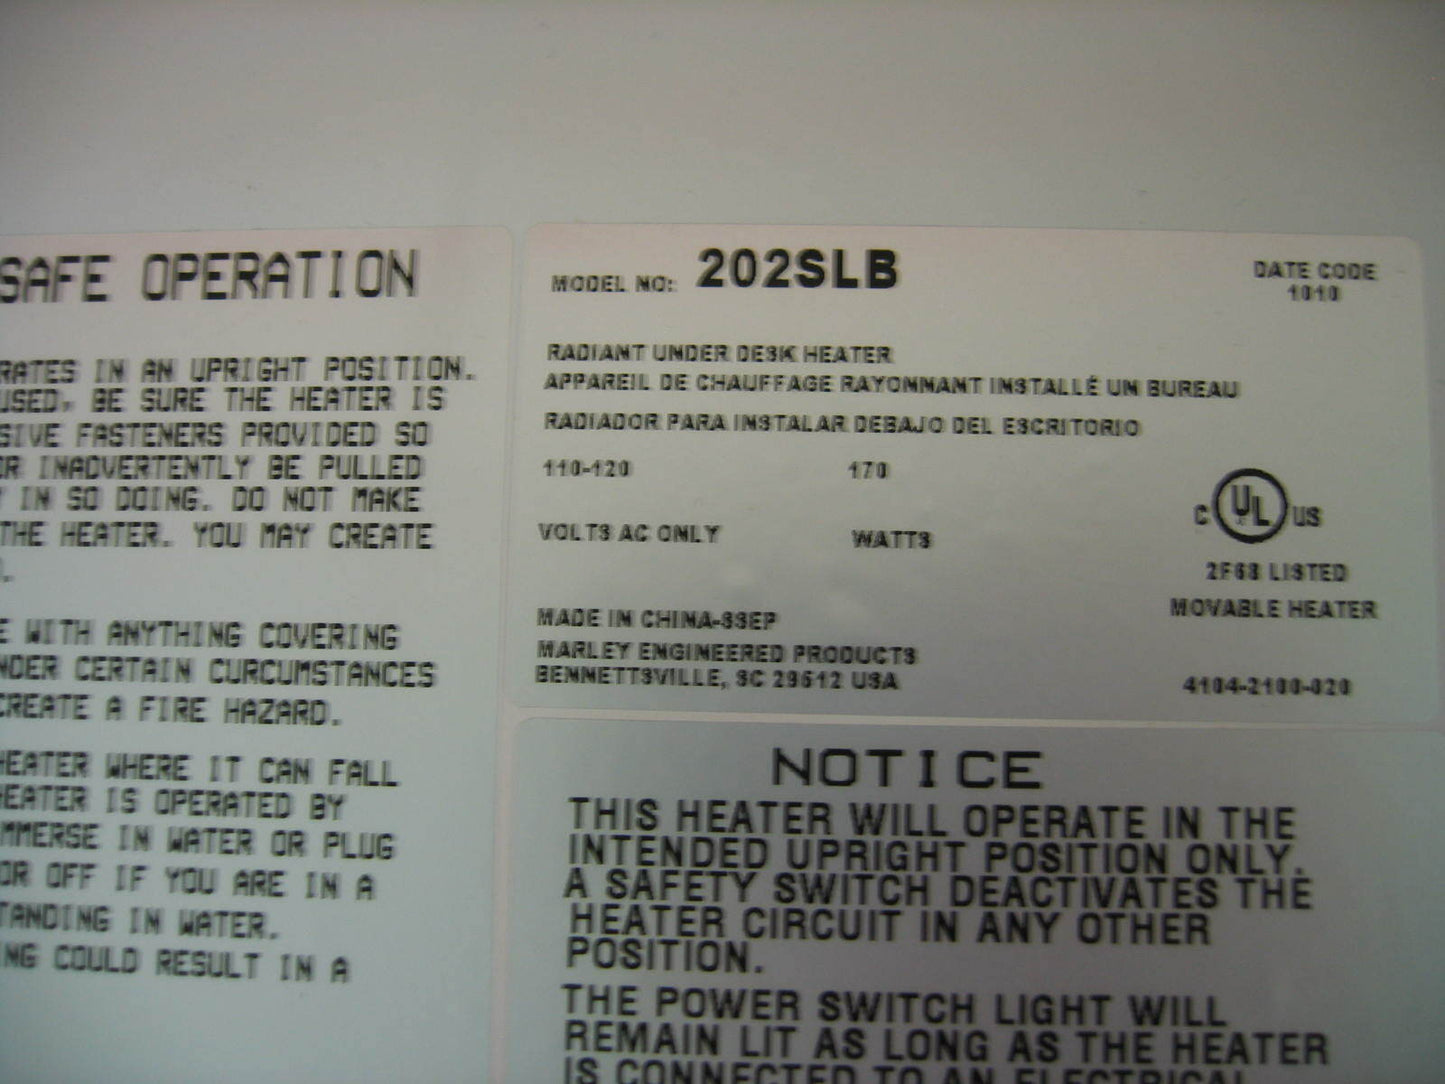 SAFE OPERATION
RATES IN AN UPRIGHT POSITION.
USED, BE SURE THE HEATER IS
SIVE FASTENERS PROVIDED SO
OR INADVERTENTLY BE PULLED
Y IN SO DOING. DO NOT MAKE
THE HEATER. YOU MAY CREATE
E WITH ANYTHING COVERING
NDER CERTAIN CURCUMSTANCES
CREATE A FIRE HAZARD.
HEATER WHERE IT CAN FALL
HEATER IS OPERATED BY
MMERSE IN WATER OR PLUG
OR OFF IF YOU ARE IN A
TANDING IN WATER.
NG COULD RESULT IN A
MODEL NO: 202SLB
DATE CODE
1010
RADIANT UNDER DESK HEATER
APPAREIL DE CHAUFFAGE RAYONNANT INSTALLÉ UN BUREAU
RADIADOR PARA INSTALAR DEBAJO DEL ESCRITORIO
110-120 170
VOLTS AC ONLY WATTS
C UL US
2F68 LISTED
MOVABLE HEATER
MADE IN CHINA-SSEP
MARLEY ENGINEERED PRODUCTS
BENNETTSVILLE, SC 29512 USA
4104-2100-020
NOTICE
THIS HEATER WILL OPERATE IN THE
INTENDED UPRIGHT POSITION ONLY.
A SAFETY SWITCH DEACTIVATES THE
HEATER CIRCUIT IN ANY OTHER
POSITION.
THE POWER SWITCH LIGHT WILL
REMAIN LIT AS LONG AS THE HEATER
IS CONNECTED TO AN ELECTRICAL